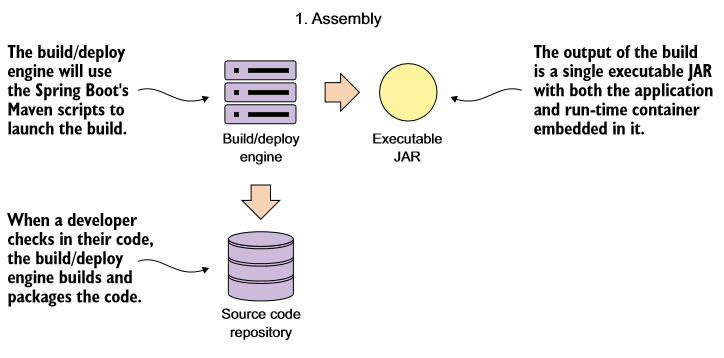 1. Assembly
The build/deploy
engine will use
the Spring Boot's
Maven scripts to
launch the build.
Build/deploy
engine
Executable
JAR
The output of the build
is a single executable JAR
with both the application
and run-time container
embedded in it.
When a developer
checks in their code,
the build/deploy
engine builds and
packages the code.
Source code
repository